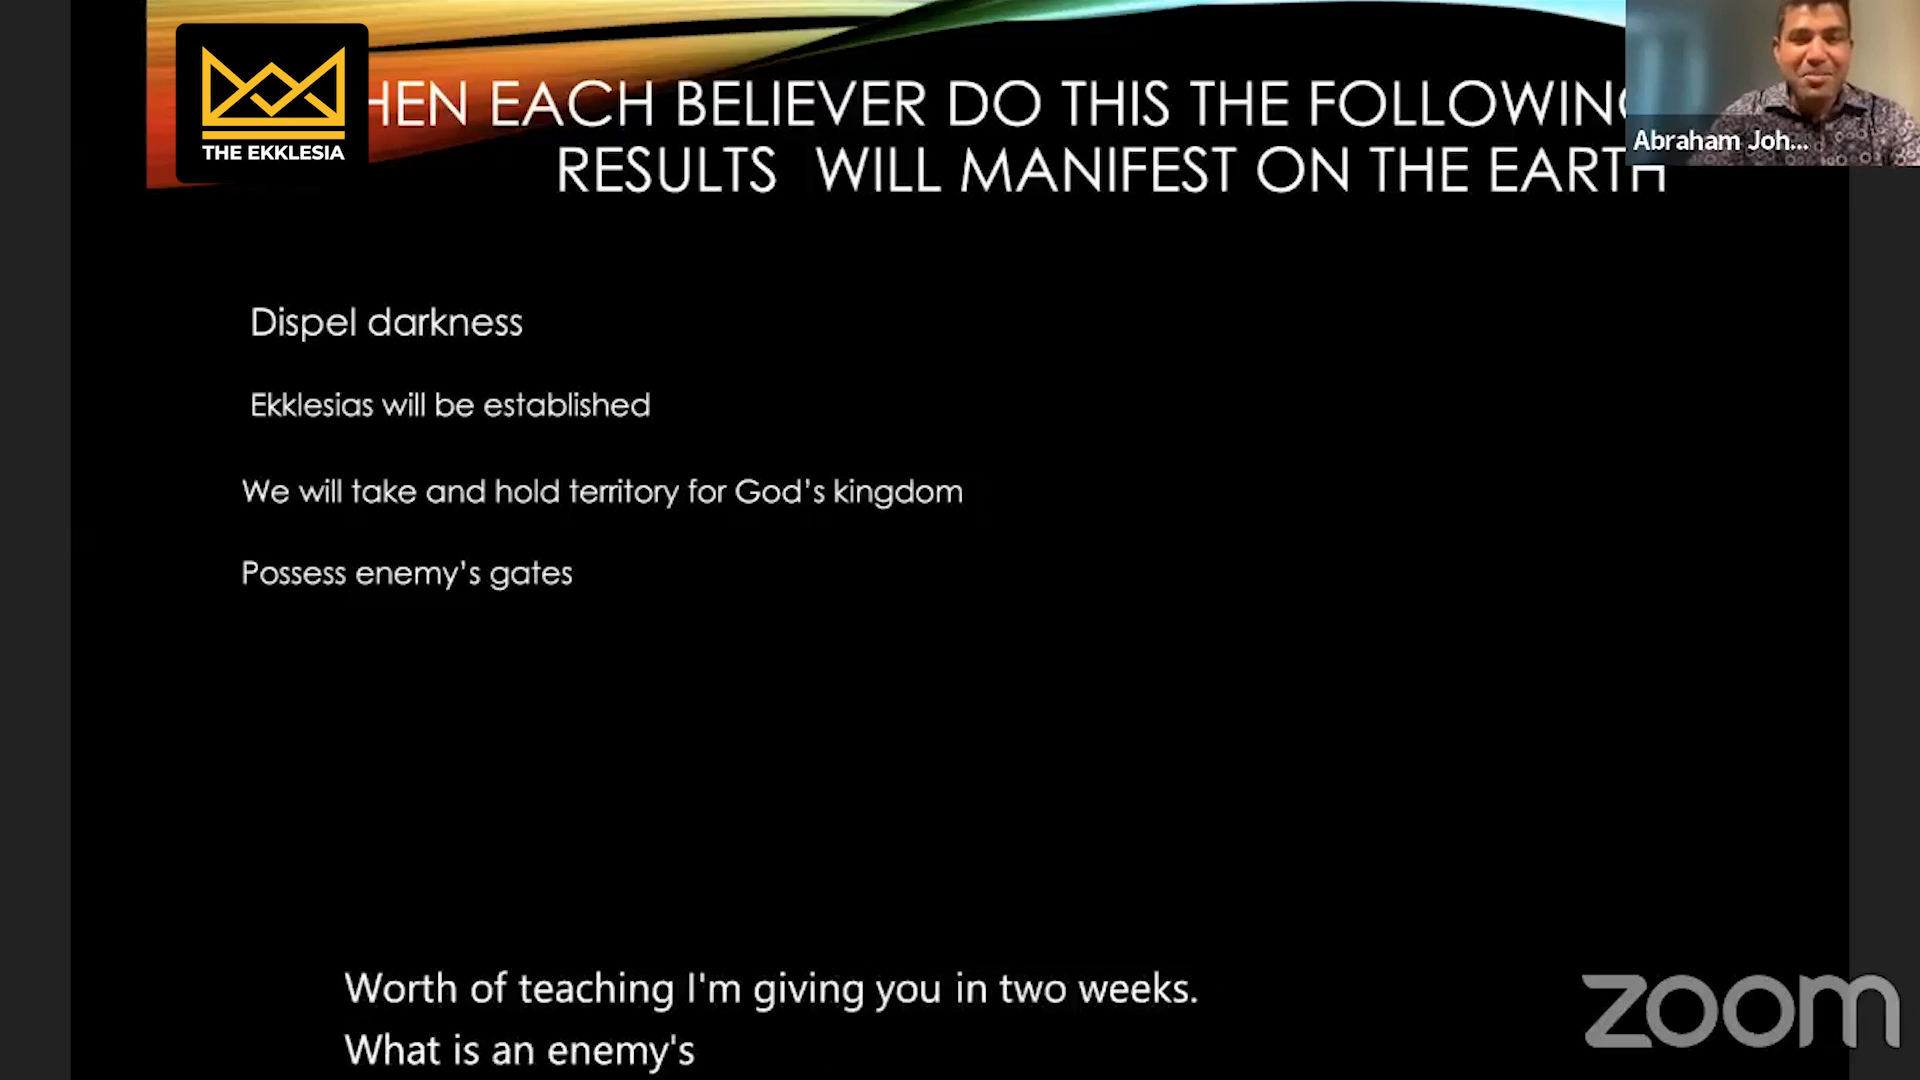 HEN EACH BELIEVER DO THIS THE FOLLOWING
RESULTS WILL MANIFEST ON THE EARTH
THE EKKLESIA
Abraham Joh...
Dispel darkness
Ekklesias will be established
We will take and hold territory for God's kingdom
Possess enemy's gates
Worth of teaching I'm giving you in two weeks.
What is an enemy's
zoom